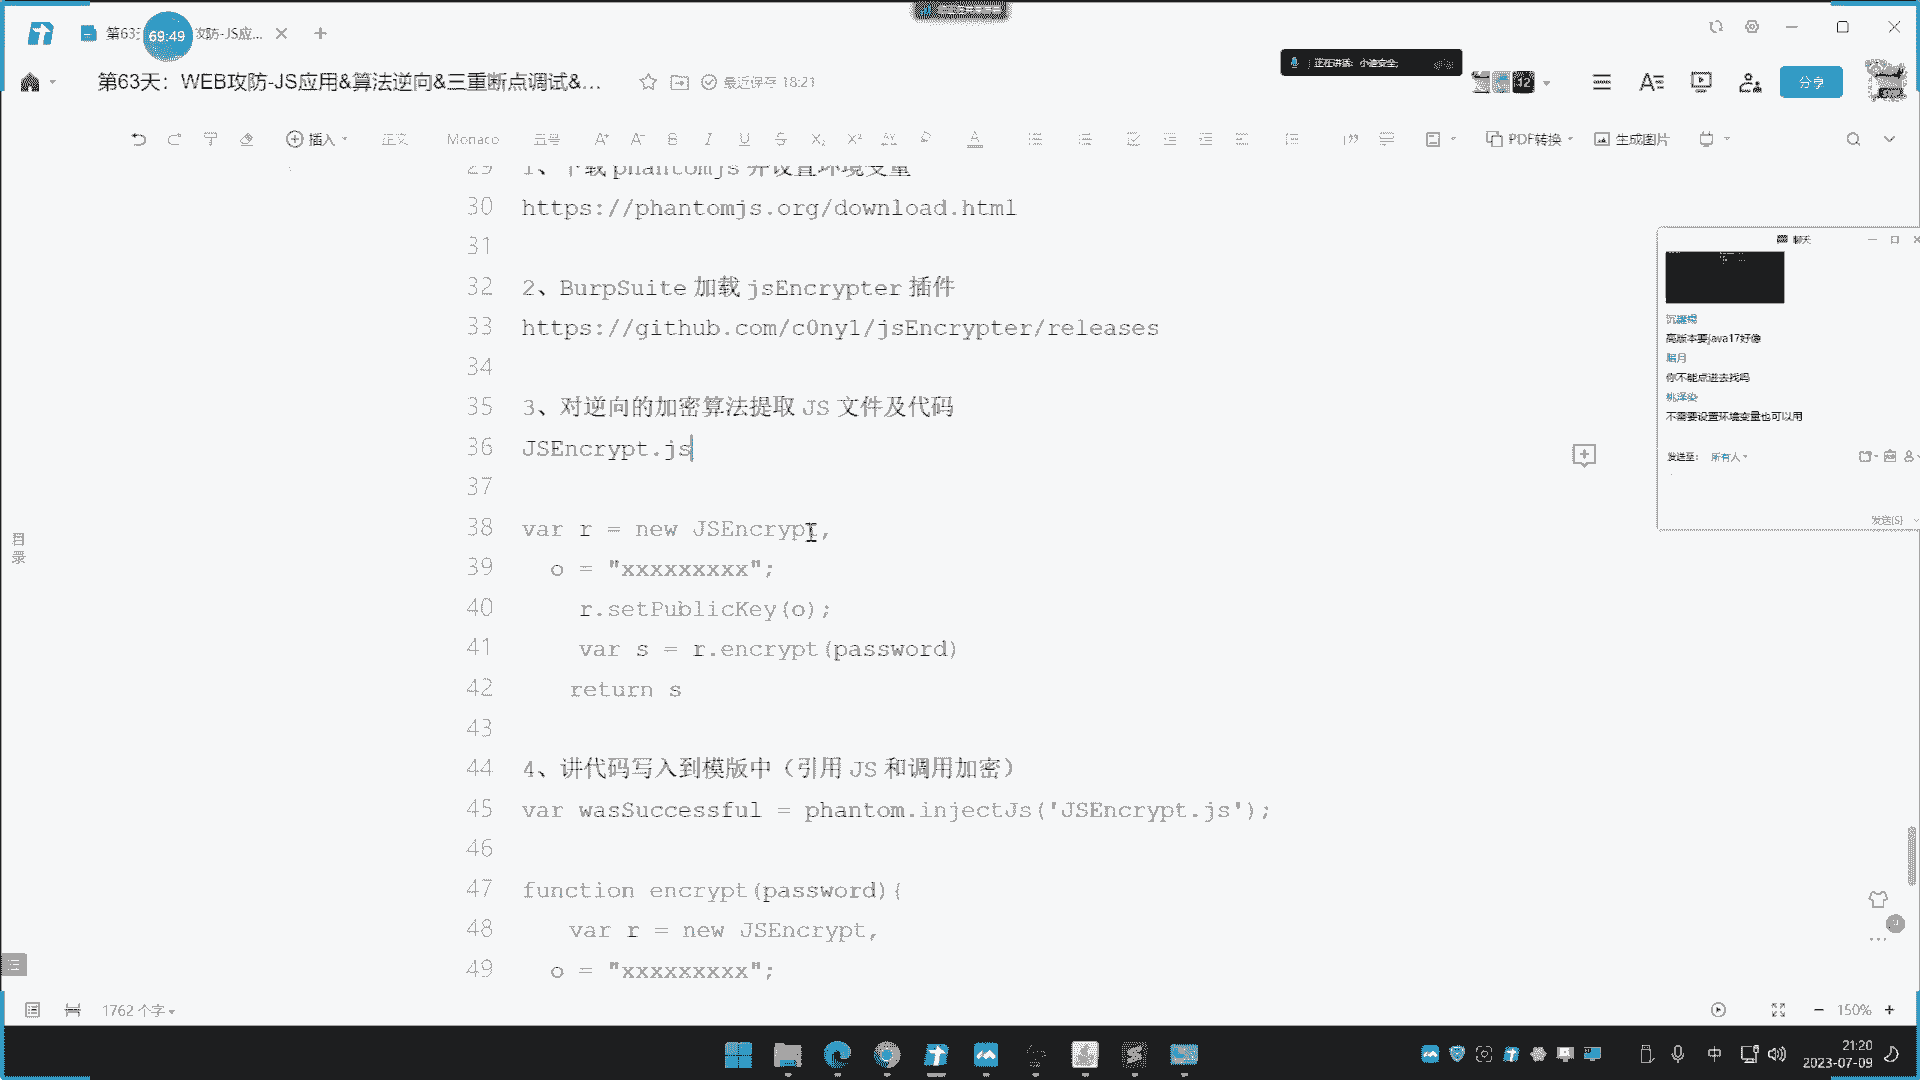 第63
69:49
攻防-JS应...
第63天：WEB攻防-JS应用&算法逆向&三重断点调试&...
最近保存 18:21
正在讲话：小迪安全;
12
分享
插入
正文
Monaco
五号
PDF转换
生成图片
29 1、下载 phantomjs 并设置环境变量
30 https://phantomjs.org/download.html
31
32 2、BurpSuite 加载 jsEncrypter 插件
33 https://github.com/c0ny1/jsEncrypter/releases
34
35 3、对逆向的加密算法提取 JS 文件及代码
36 JSEncrypt.js
37
38 var r = new JSEncrypt,
39 o = "xxxxxxxxx";
40 r.setPublicKey(o);
41 var s = r.encrypt(password)
42 return s
43
44 4、讲代码写入到模版中（引用 JS 和调用加密）
45 var wasSuccessful = phantom.injectJs('JSEncrypt.js');
46
47 function encrypt(password){
48 var r = new JSEncrypt,
49 o = "xxxxxxxxx";
目录
聊天
高版本要java17好像
你不能点进去找吗
不需要设置环境变量也可以用
发送至： 所有人
发送(S)
1762 个字
150%
中
21:20
2023-07-09